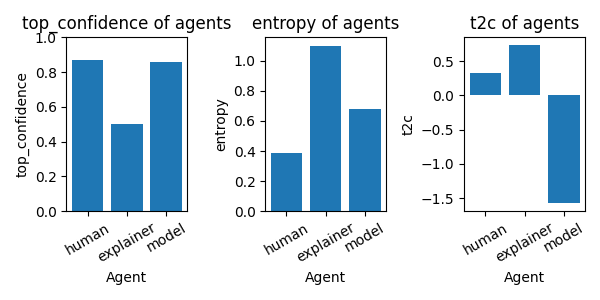 top_confidence of agents
top_confidence
1.0
0.8
0.6
0.4
0.2
0.0
human
explainer
model
Agent
entropy of agents
entropy
1.0
0.8
0.6
0.4
0.2
0.0
human
explainer
model
Agent
t2c of agents
t2c
0.5
0.0
−0.5
−1.0
−1.5
human
explainer
model
Agent